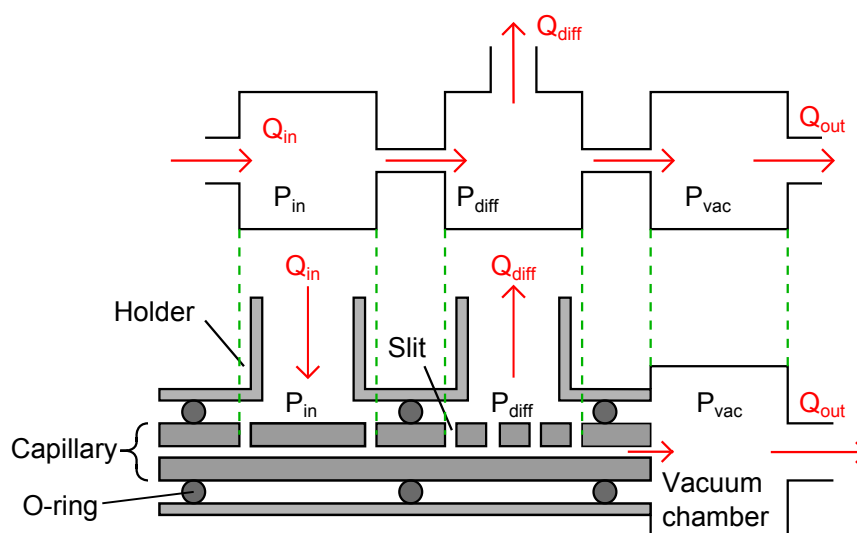 Q_diff
Q_in
Q_out
P_in
P_diff
P_vac
Q_in
Q_diff
Holder
Slit
P_in
P_diff
P_vac
Q_out
Capillary
O-ring
Vacuum
chamber